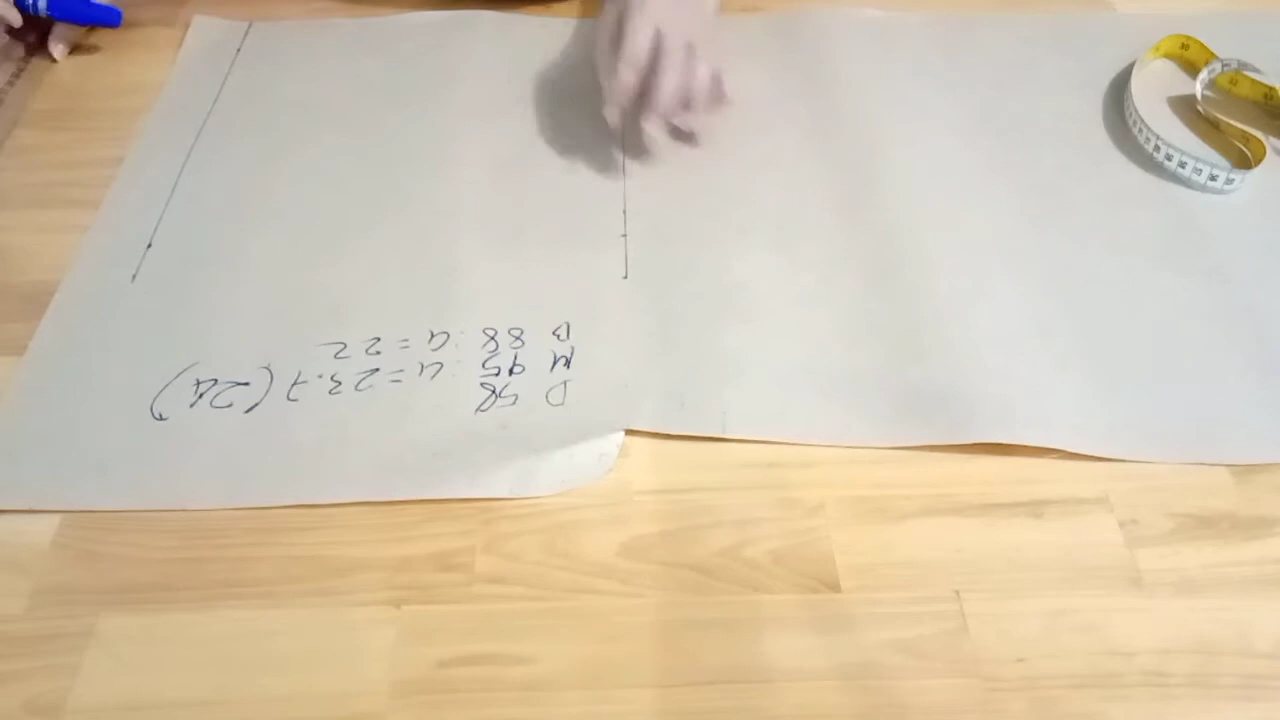 D 58
И 95 : 4 = 23.7 (24)
B 88 : 4 = 22